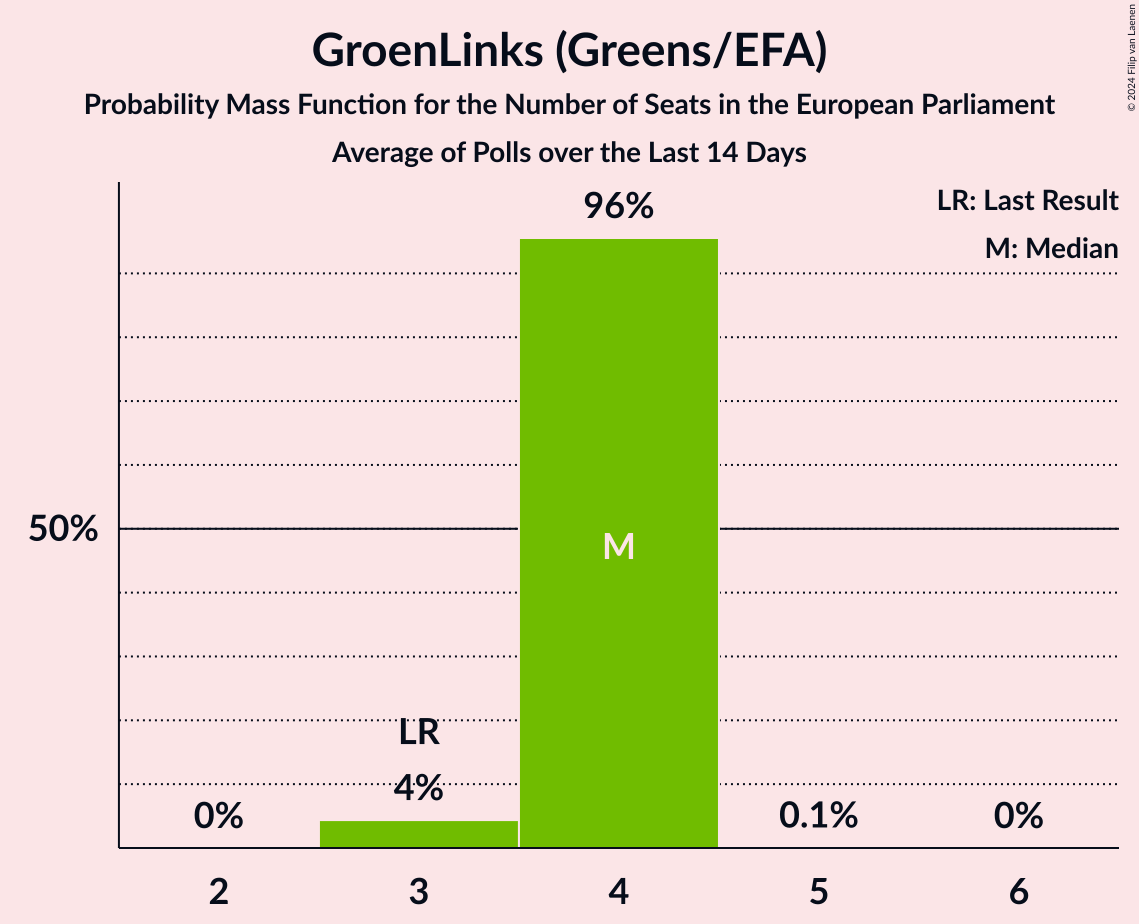 GroenLinks (Greens/EFA)
Probability Mass Function for the Number of Seats in the European Parliament
Average of Polls over the Last 14 Days
© 2024 Filip van Laenen
LR: Last Result
M: Median
96%
50%
M
LR
0%
4%
0.1%
0%
2
3
4
5
6